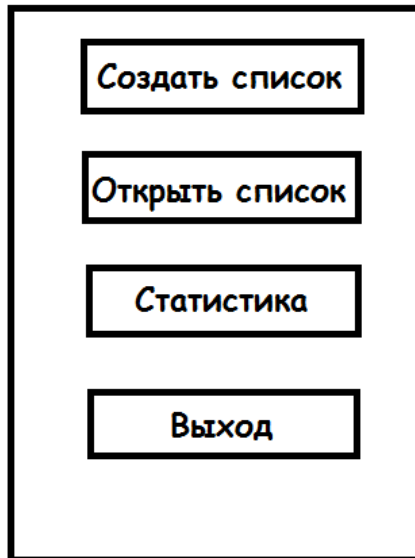 Создать список
Открыть список
Статистика
Выход